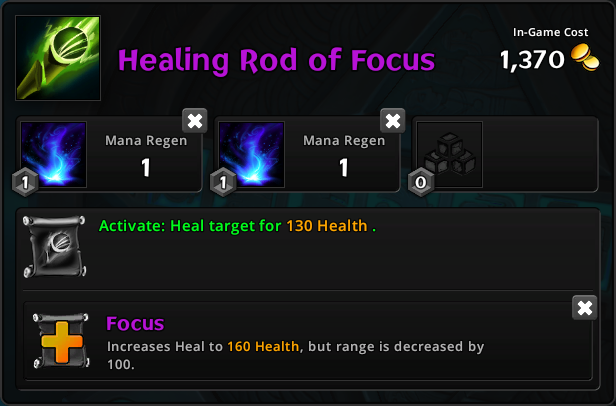 In-Game Cost
Healing Rod of Focus
1,370
Mana Regen
1
1
Mana Regen
1
1
0
Activate: Heal target for 130 Health .
Focus
Increases Heal to 160 Health, but range is decreased by
100.